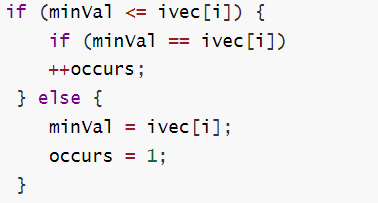 if (minVal <= ivec[i]) {
    if (minVal == ivec[i])
    ++occurs;
 } else {
    minVal = ivec[i];
    occurs = 1;
 }